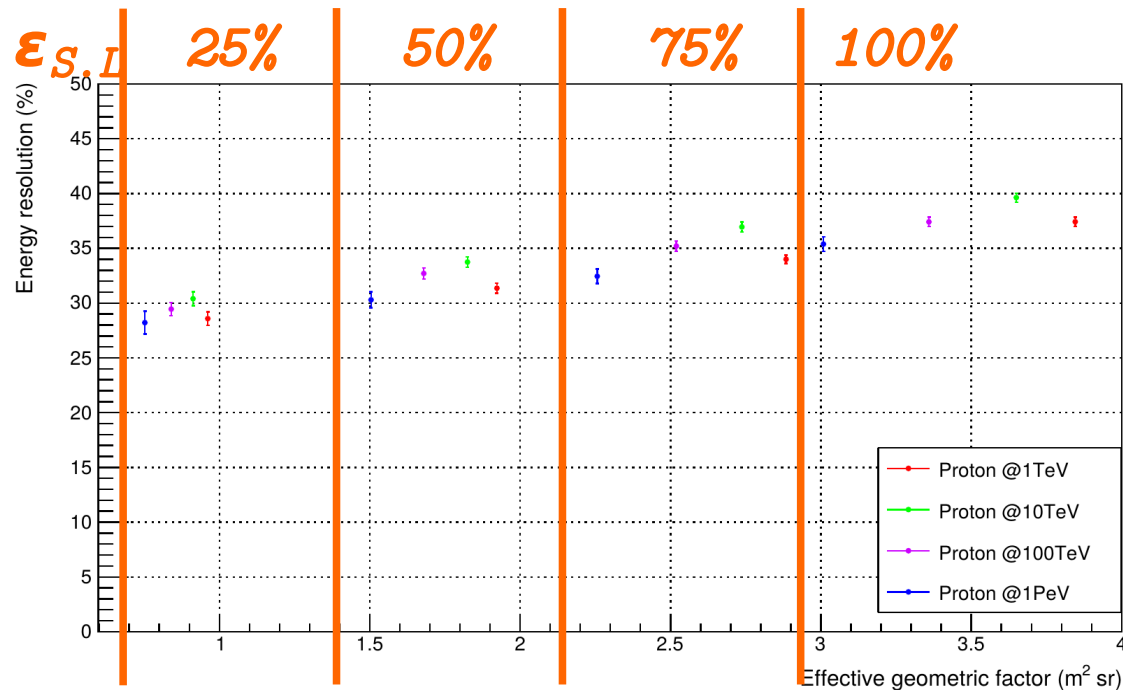 ε S.L 25% 50% 75% 100%
Energy resolution (%)
50
45
40
35
30
25
20
15
10
5
0
1 1.5 2 2.5 3 3.5 4
Effective geometric factor (m² sr)
Proton @1TeV
Proton @10TeV
Proton @100TeV
Proton @1PeV